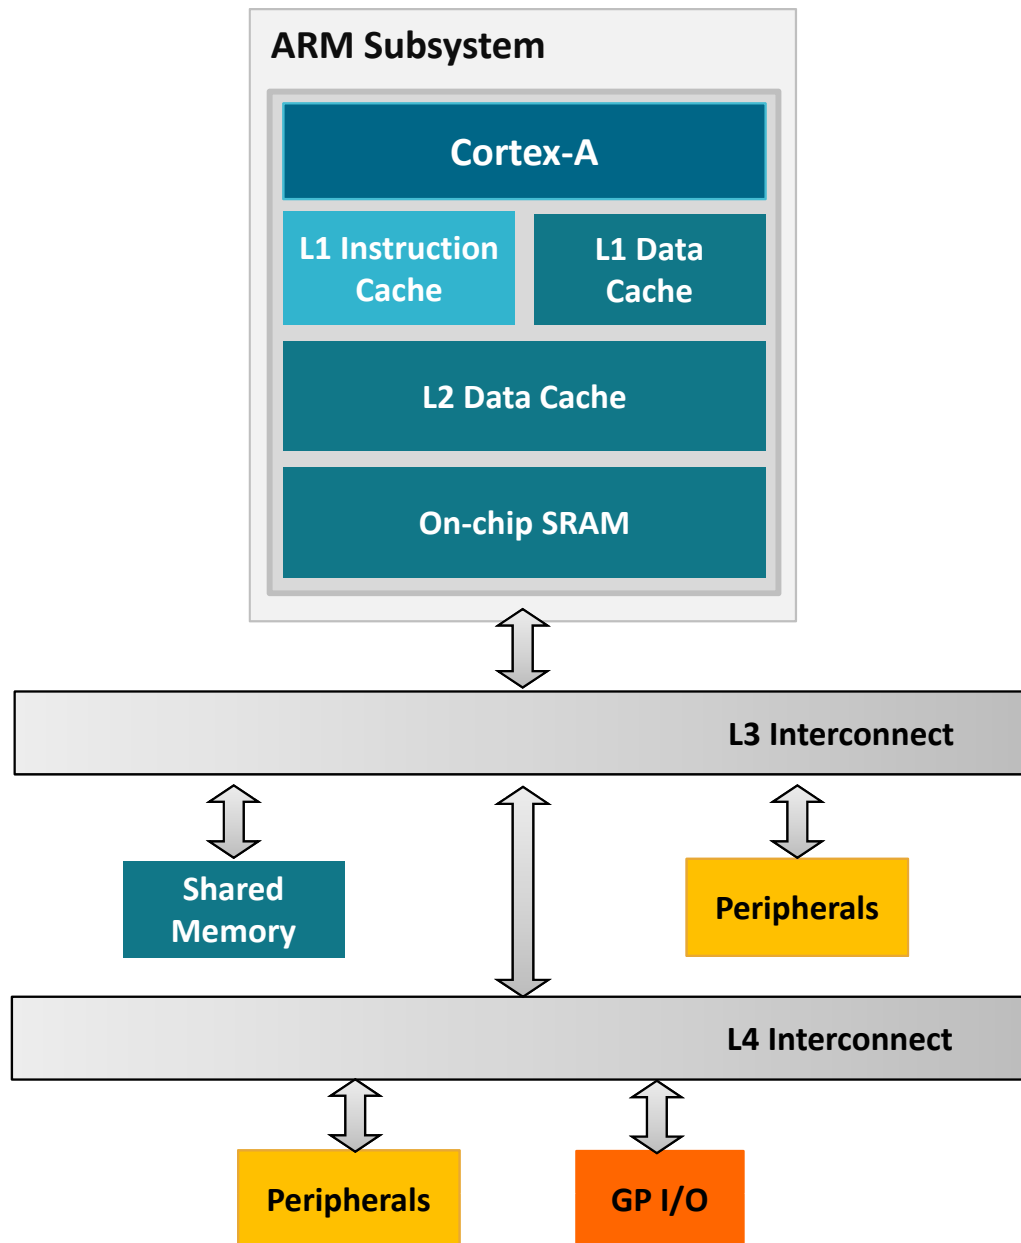 ARM Subsystem
Cortex-A
L1 Instruction
Cache
L1 Data
Cache
L2 Data Cache
On-chip SRAM
L3 Interconnect
Shared
Memory
Peripherals
L4 Interconnect
Peripherals
GP I/O